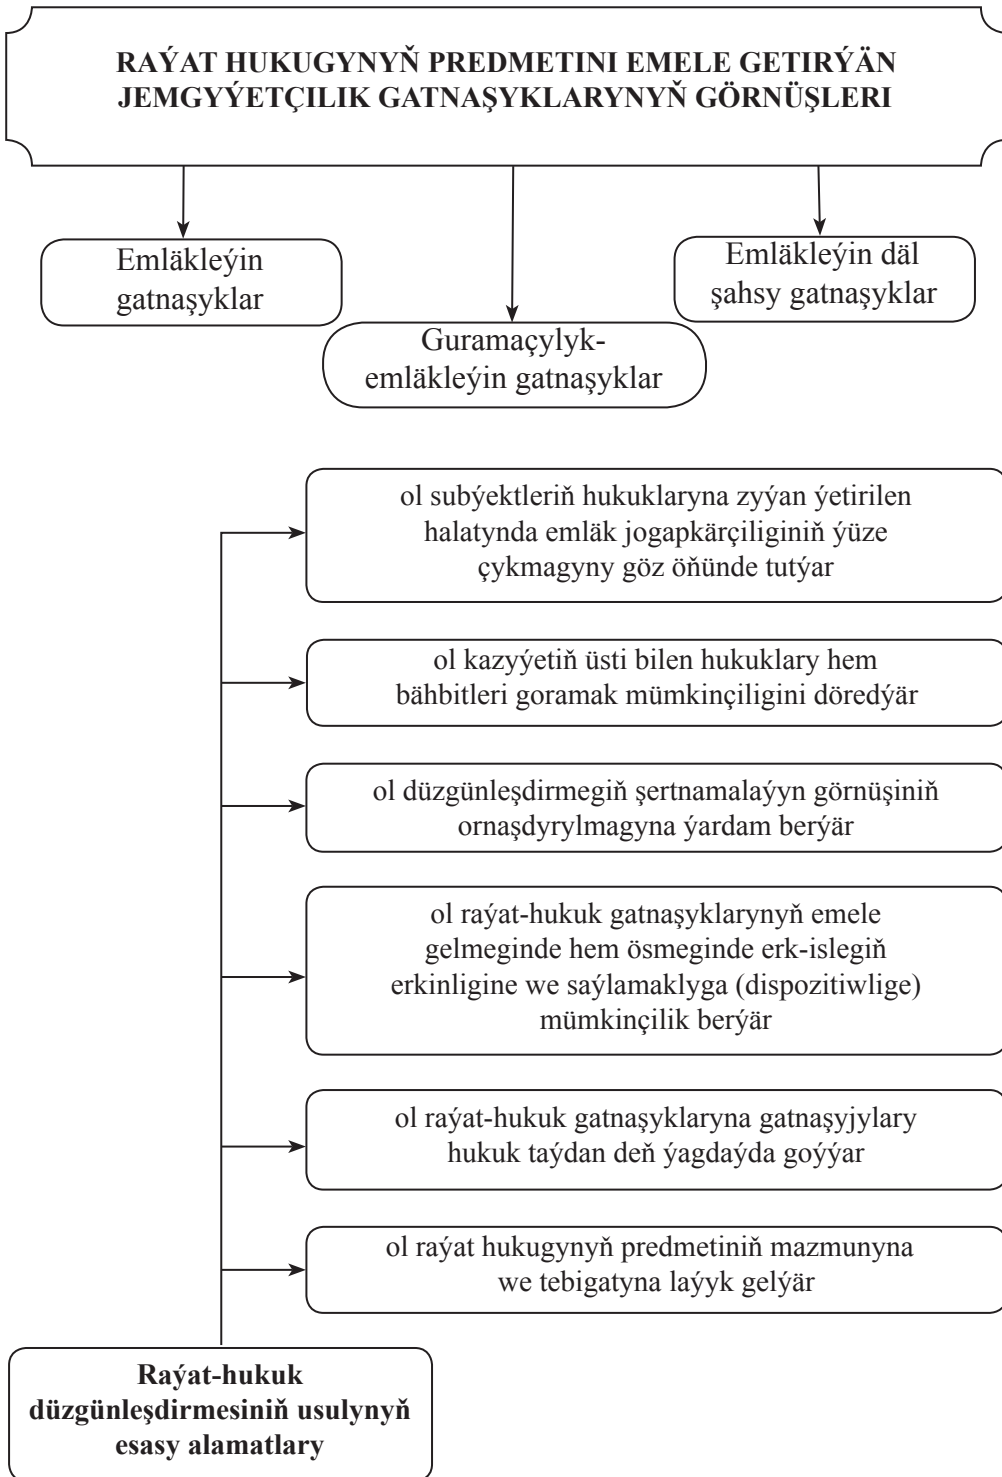 RAÝAT HUKUGYNYŇ PREDMETINI EMELE GETIRÝÄN
JEMGYÝETÇILIK GATNAŞYKLARYNYŇ GÖRNÜŞLERI
Emläkleýin
gatnaşyklar
Guramaçylyk-
emläkleýin gatnaşyklar
Emläkleýin däl
şahsy gatnaşyklar
ol subýektleriň hukuklaryna zyýan ýetirilen
halatynda emläk jogapkärçiliginiň ýüze
çykmagyny göz öňünde tutýar
ol kazyýetiň üsti bilen hukuklary hem
bähbitleri goramak mümkinçiligini döredýär
ol düzgünleşdirmegiň şertnamalaýyn görnüşiniň
ornaşdyrylmagyna ýardam berýär
ol raýat-hukuk gatnaşyklarynyň emele
gelmeginde hem ösmeginde erk-islegiň
erkinligine we saýlamaklyga (dispozitiwlige)
mümkinçilik berýär
ol raýat-hukuk gatnaşyklaryna gatnaşyjylary
hukuk taýdan deň ýagdaýda goýýar
ol raýat hukugynyň predmetiniň mazmunyna
we tebigatyna laýyk gelýär
Raýat-hukuk
düzgünleşdirmesiniň usulynyň
esasy alamatlary